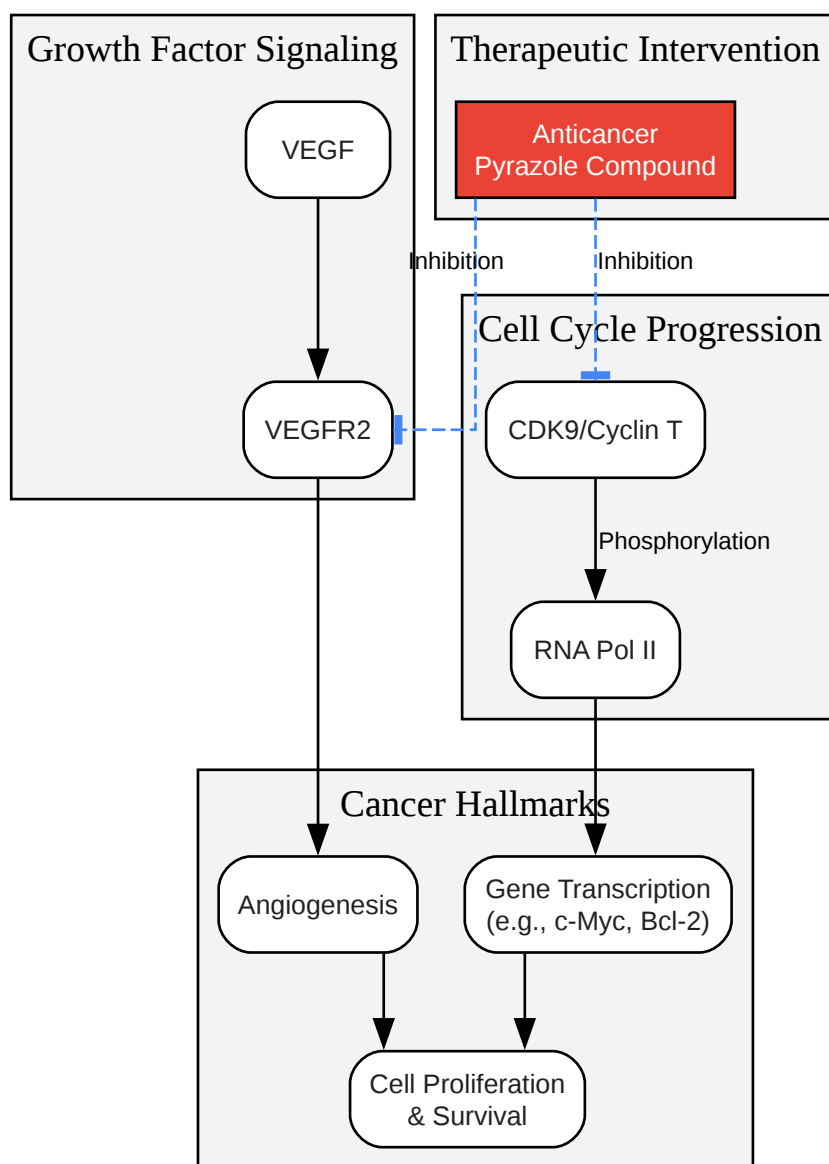 Growth Factor Signaling
Therapeutic Intervention
VEGF
Anticancer
Pyrazole Compound
Inhibition
Inhibition
Cell Cycle Progression
VEGFR2
CDK9/Cyclin T
Phosphorylation
RNA Pol II
Cancer Hallmarks
Angiogenesis
Gene Transcription
(e.g., c-Myc, Bcl-2)
Cell Proliferation
& Survival